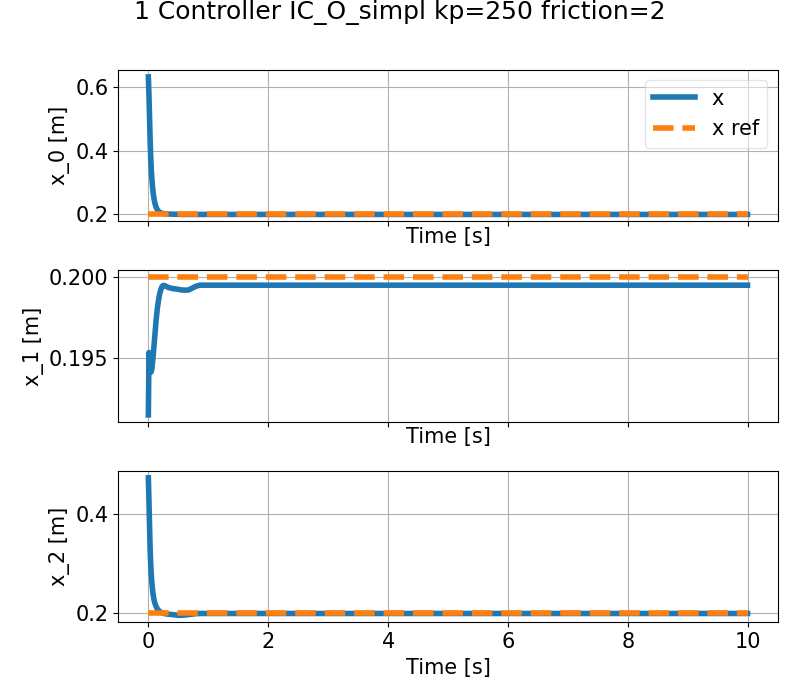 1 Controller IC_O_simpl kp=250 friction=2
0.6
0.4
0.2
x_0 [m]
x
x ref
Time [s]
0.200
0.195
x_1 [m]
Time [s]
0.4
0.2
x_2 [m]
0 2 4 6 8 10
Time [s]